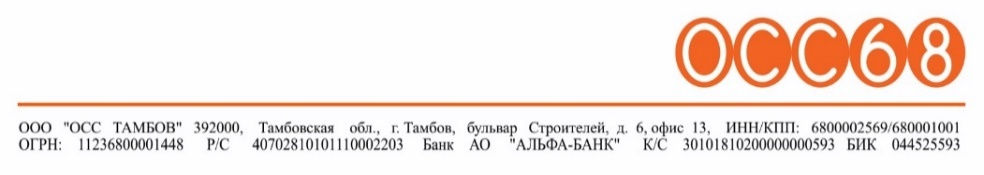 ОСС68
ООО "ОСС ТАМБОВ" 392000, Тамбовская обл., г. Тамбов, бульвар Строителей, д. 6, офис 13, ИНН/КПП: 6800002569/680001001
ОГРН: 11236800001448 Р/С 40702810101110002203 Банк АО "АЛЬФА-БАНК" К/С 30101810200000000593 БИК 044525593